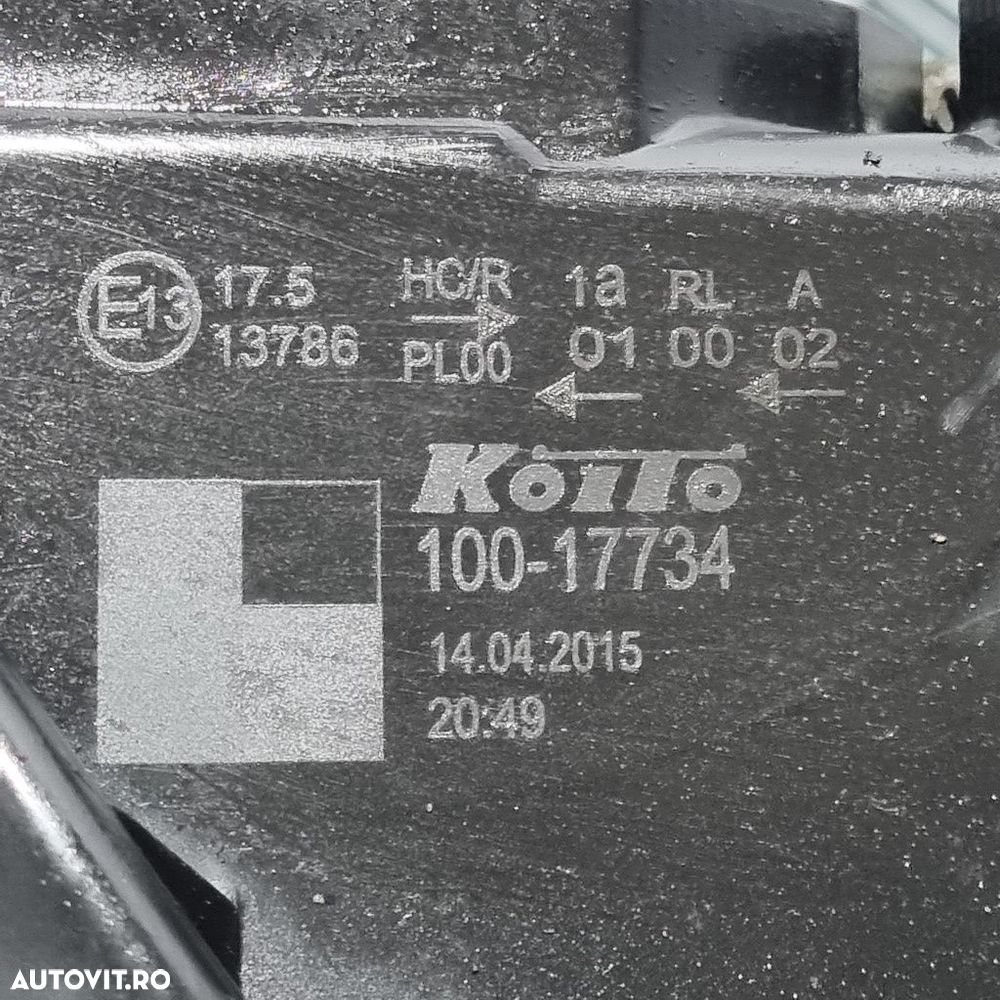 E13 17.5 HC/R 1a RL A
13786 PL00 01 00 02
KOITO
100-17734
14.04.2015
20:49
AUTOVIT.RO